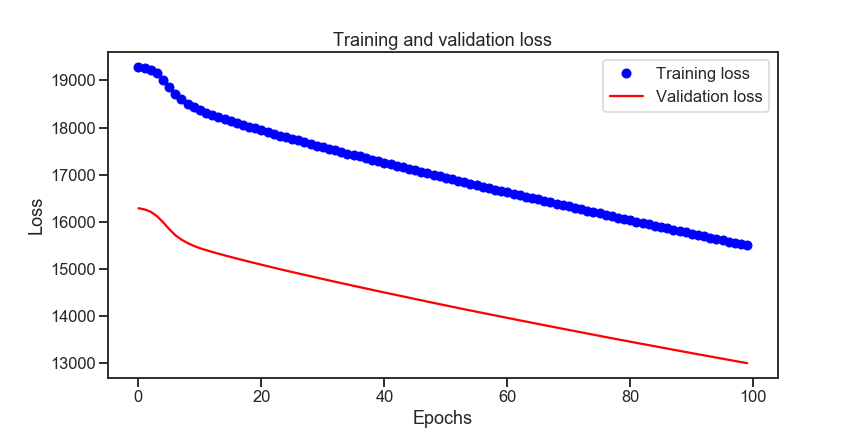 Training and validation loss
Training loss
Validation loss
Loss
19000
18000
17000
16000
15000
14000
13000
0 20 40 60 80 100
Epochs